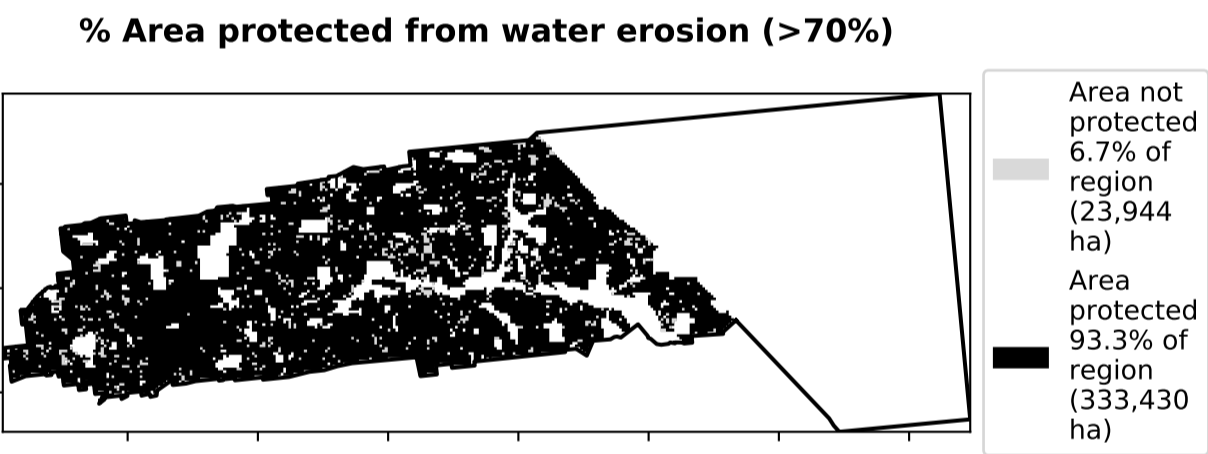 % Area protected from water erosion (>70%)
Area not
protected
6.7% of
region
(23,944
ha)
Area
protected
93.3% of
region
(333,430
ha)